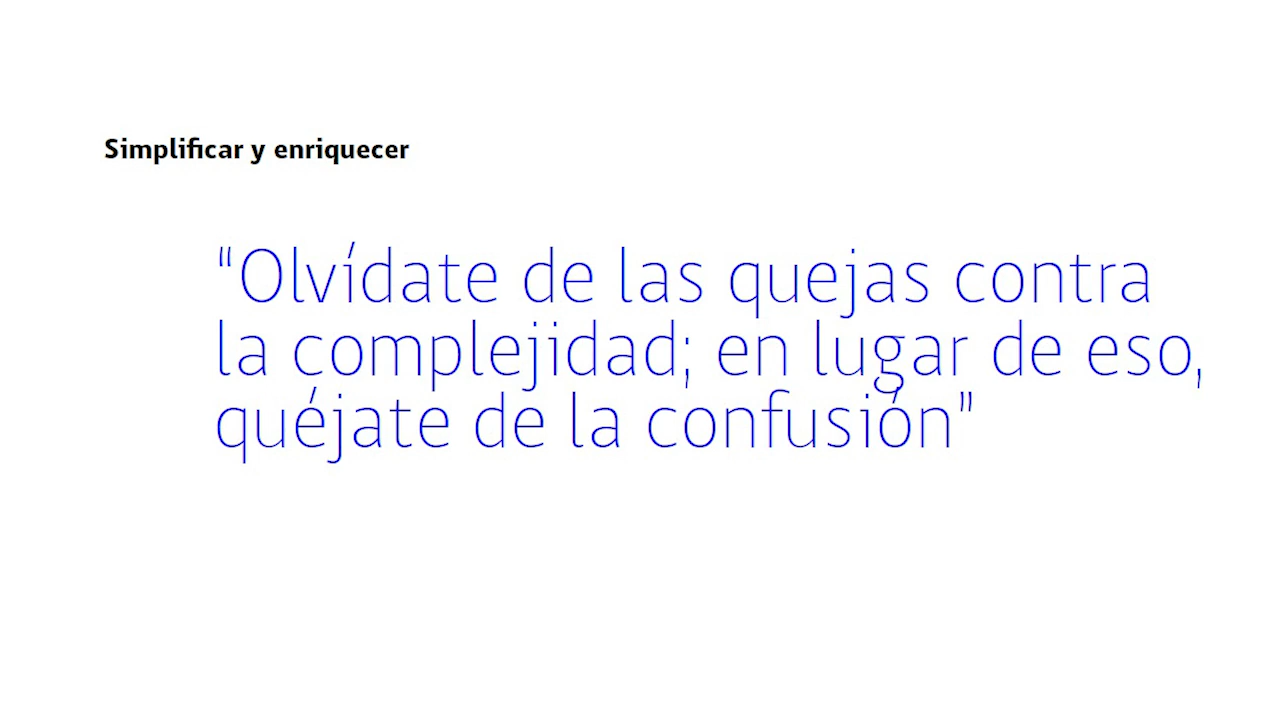 Simplificar y enriquecer
“Olvídate de las quejas contra
la complejidad; en lugar de eso,
quéjate de la confusión”